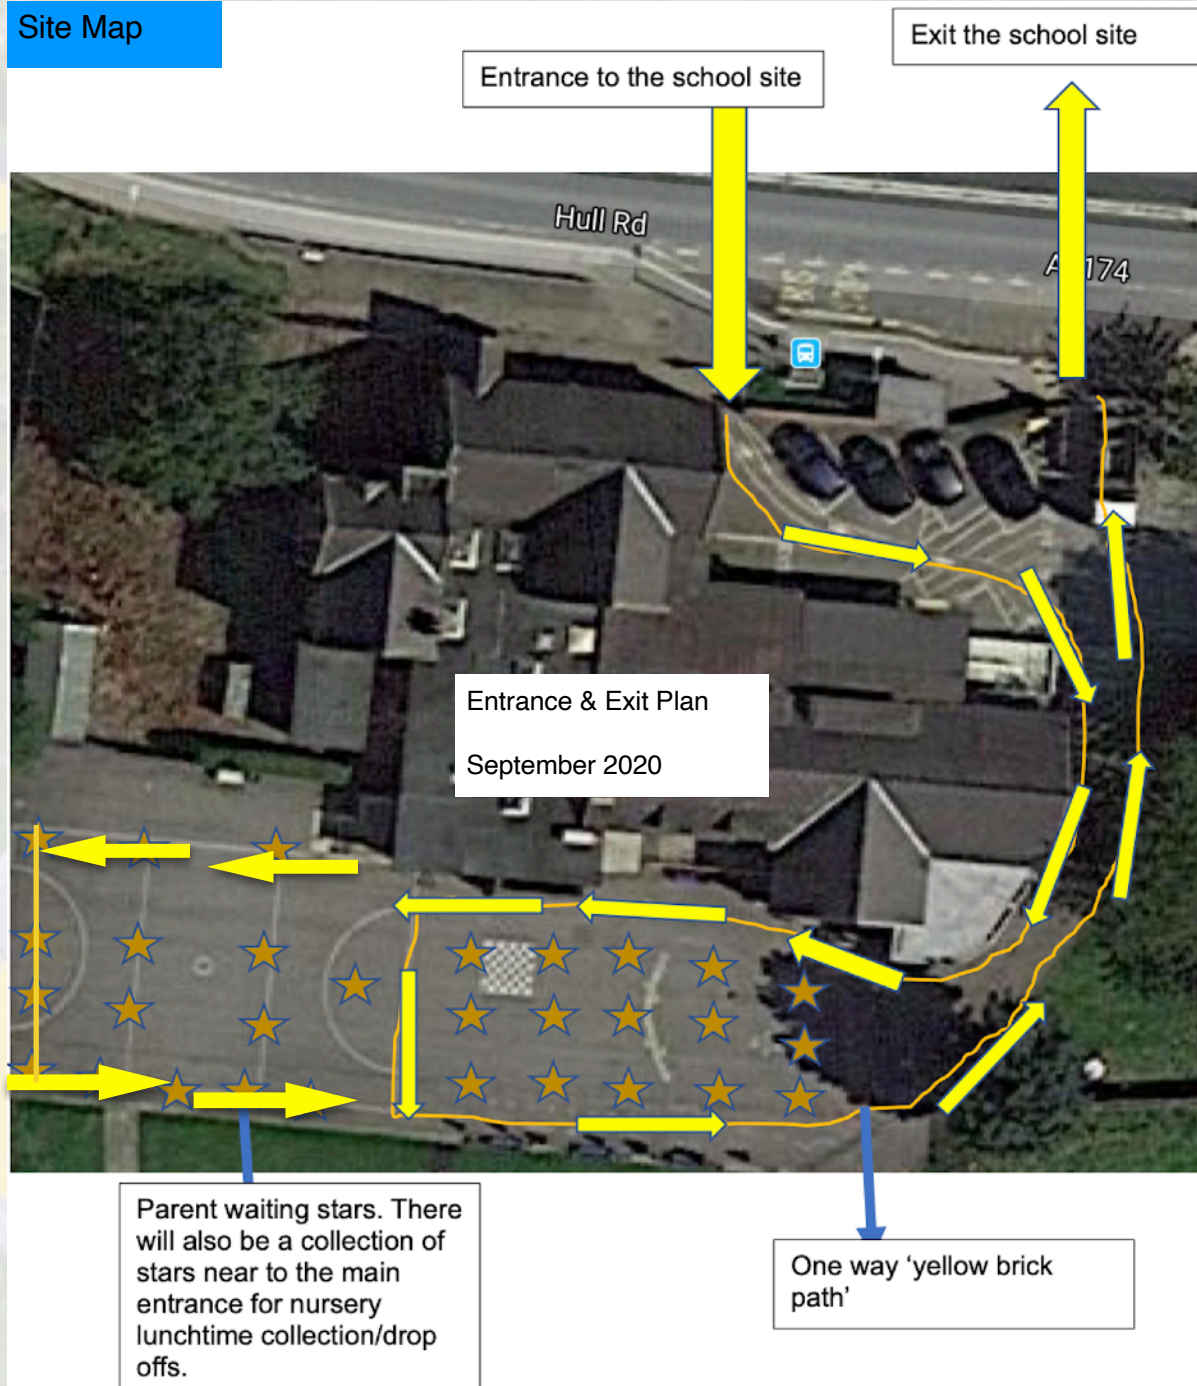 Site Map
Exit the school site
Entrance to the school site
Hull Rd
174
Entrance & Exit Plan
September 2020
Parent waiting stars. There
will also be a collection of
stars near to the main
entrance for nursery
lunchtime collection/drop
offs.
One way ‘yellow brick
path’